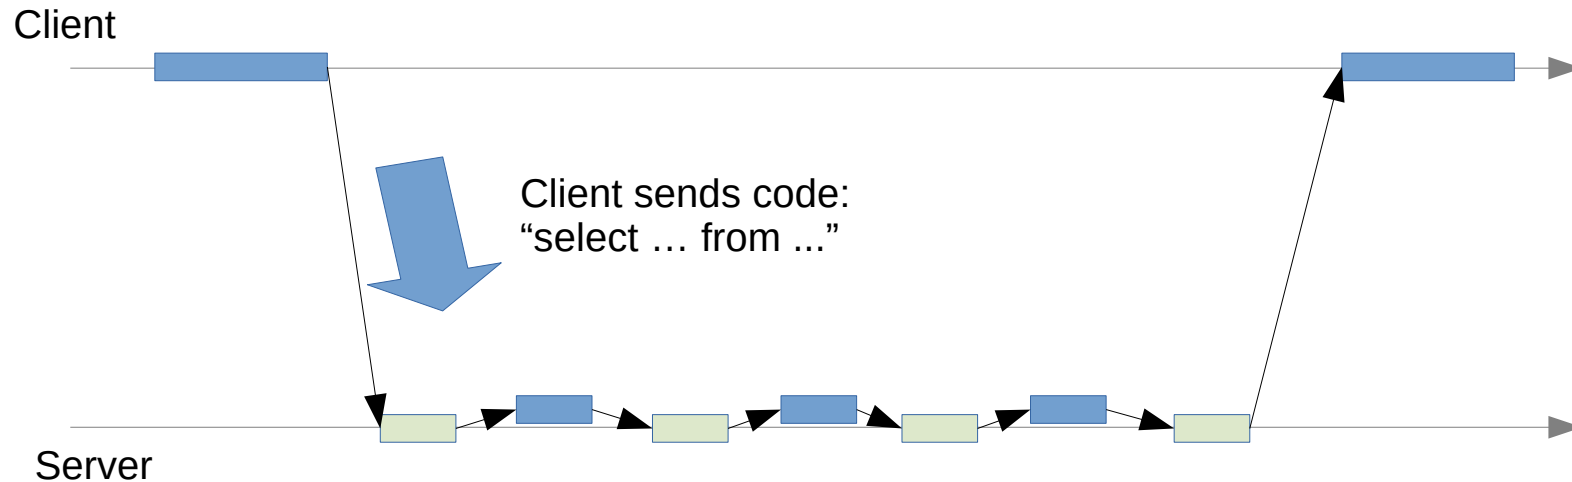 Client
Client sends code:
“select … from ...”
Server